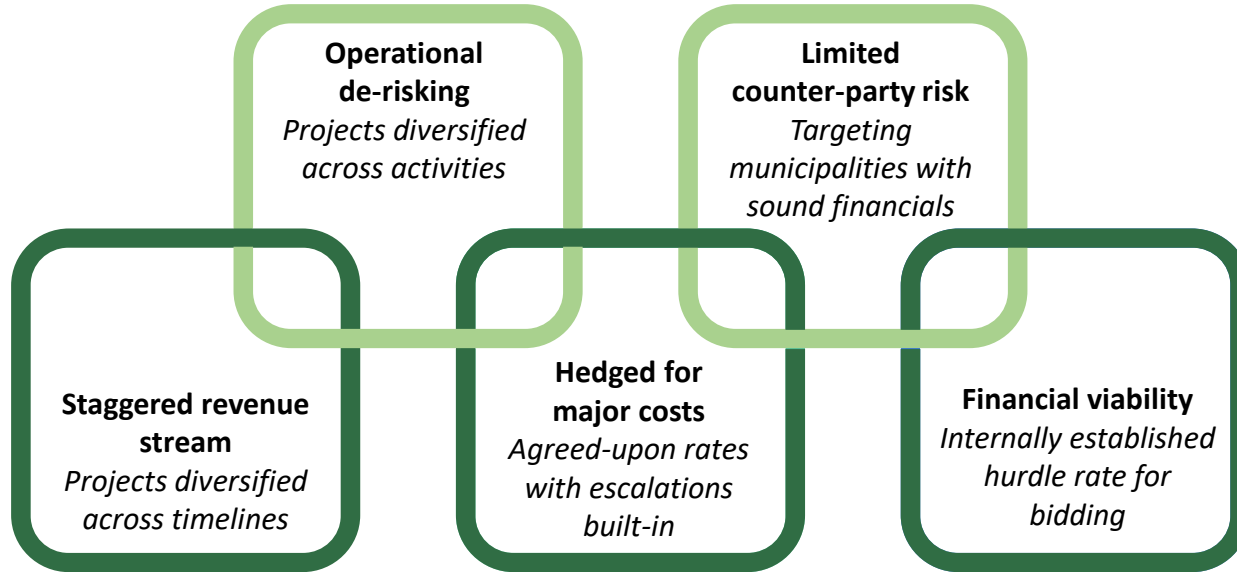 Operational
de-risking
Projects diversified
across activities
Limited
counter-party risk
Targeting
municipalities with
sound financials
Staggered revenue
stream
Projects diversified
across timelines
Hedged for
major costs
Agreed-upon rates
with escalations
built-in
Financial viability
Internally established
hurdle rate for
bidding